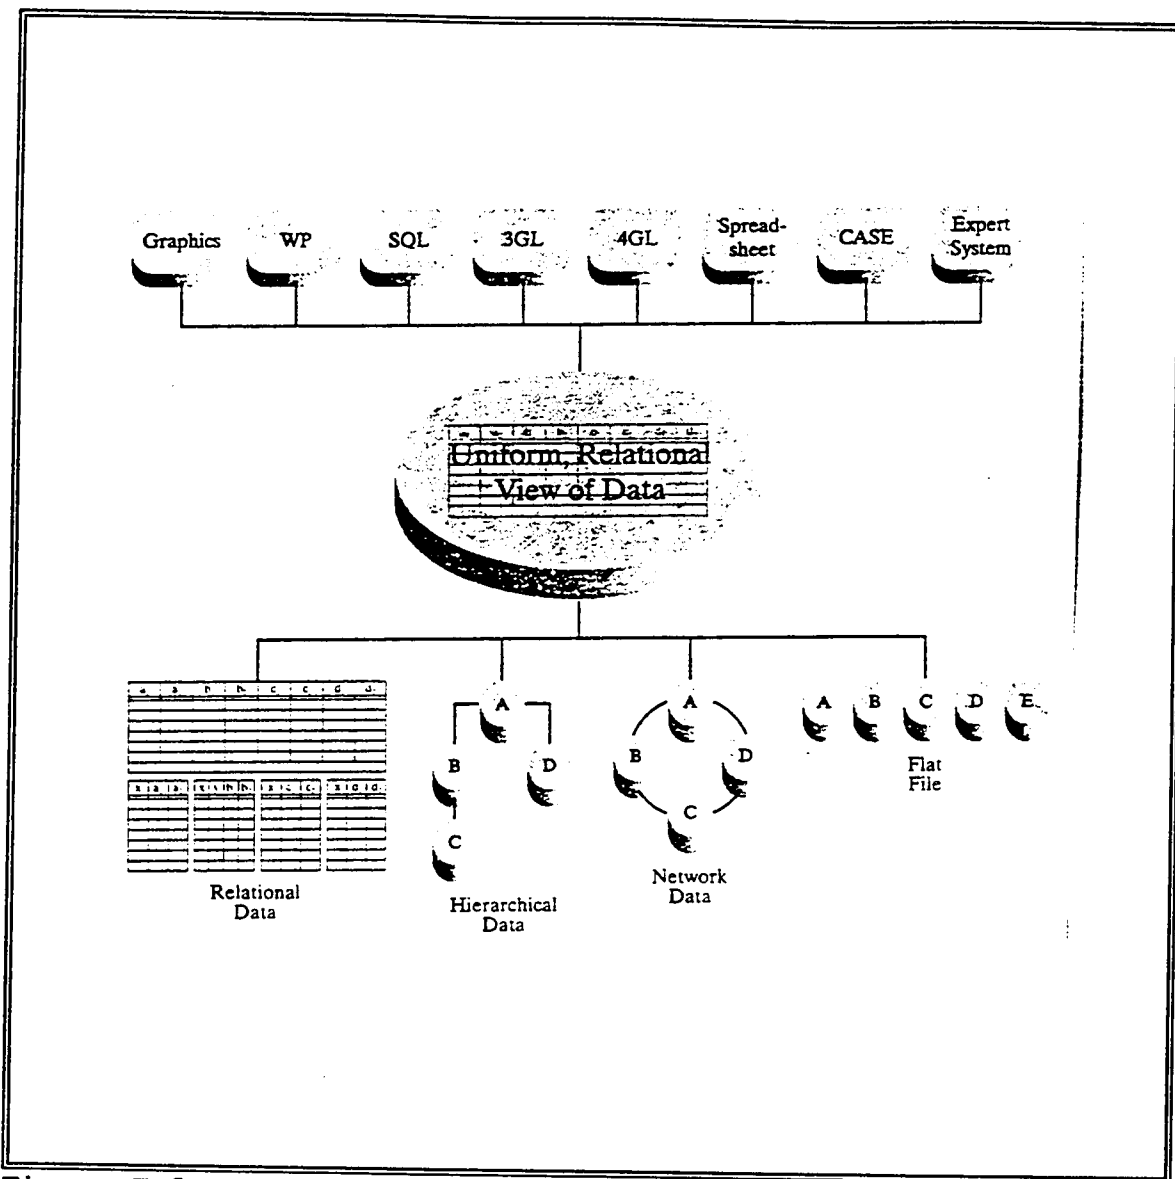 Graphics
WP
SQL
3GL
4GL
Spread-
sheet
CASE
Expert
System
Uniform, Relational
View of Data
a a b b c c d d
A
B
D
C
A
B
D
C
A B C D E
Flat
File
Relational
Data
Hierarchical
Data
Network
Data